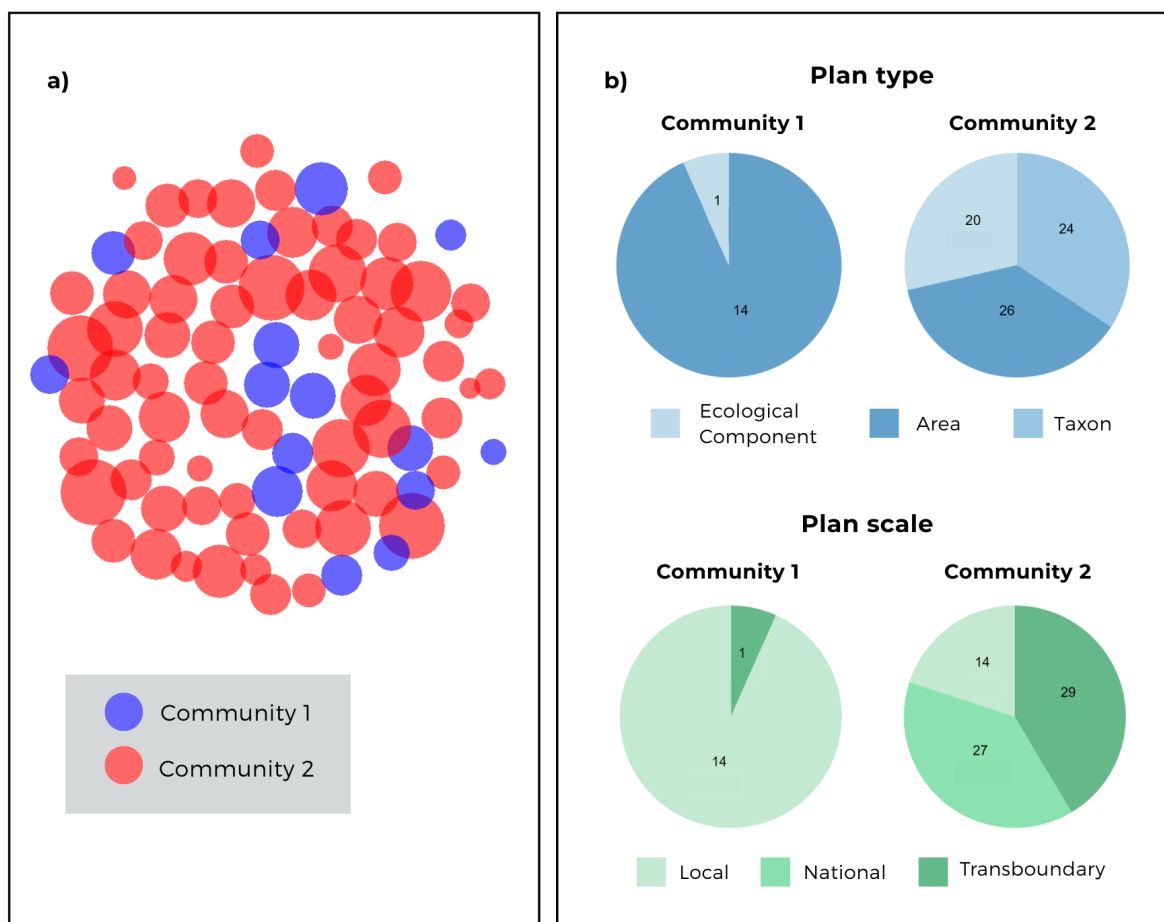 a)
Community 1
Community 2
b)
Plan type
Community 1
Community 2
1
14
20
24
26
Ecological
Component
Area
Taxon
Plan scale
Community 1
Community 2
1
14
14
29
27
Local
National
Transboundary